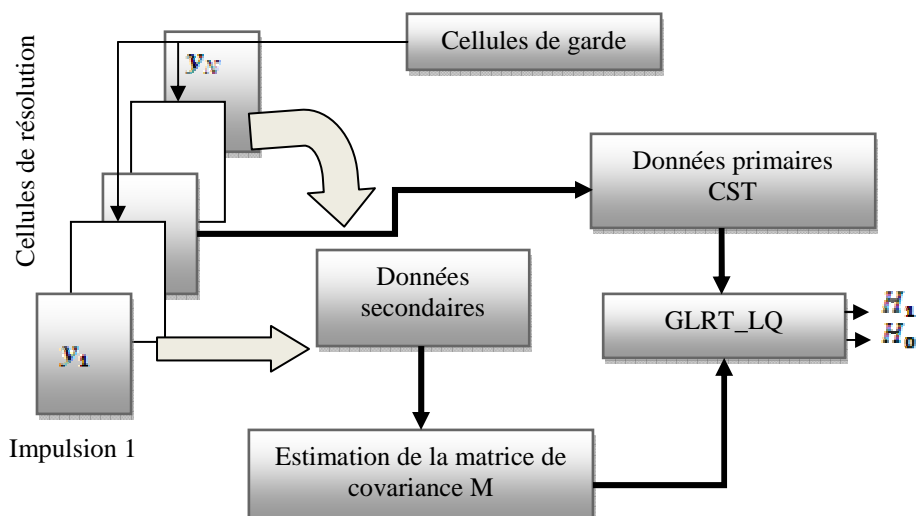 Cellules de garde
Cellules de résolution
y_N
Données primaires
CST
Données
secondaires
GLRT_LQ
H_1
H_0
y_1
Impulsion 1
Estimation de la matrice de
covariance M